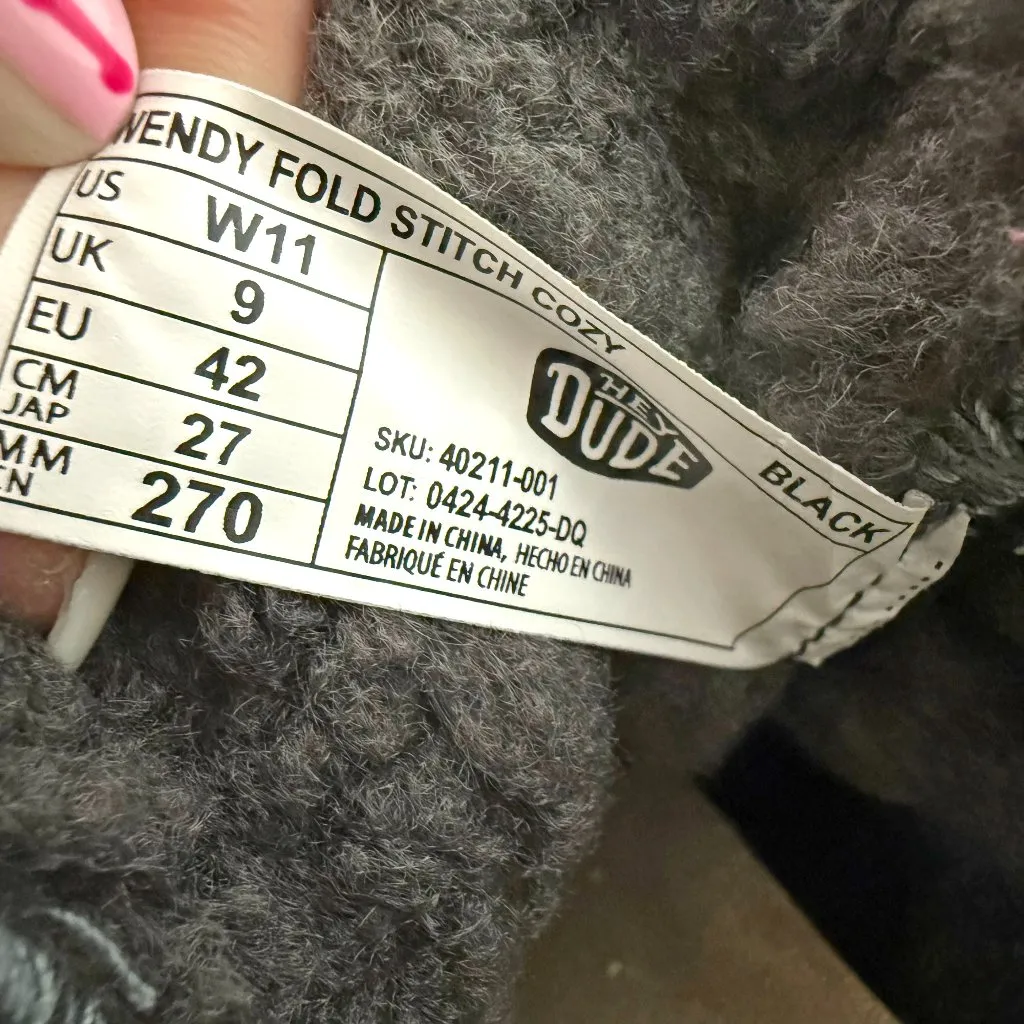 WENDY FOLD STITCH COZY BLACK
US W11
UK 9
EU 42
CM JAP 27
MM CN 270
HEY
DUDE
SKU: 40211-001
LOT: 0424-4225-DQ
MADE IN CHINA, HECHO EN CHINA
FABRIQUÉ EN CHINE